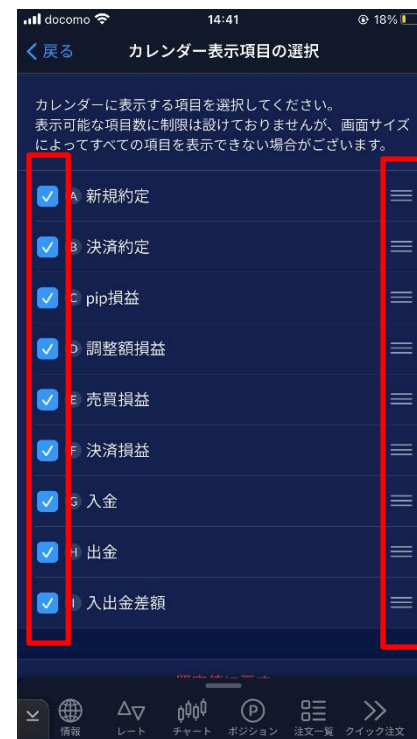 docomo 14:41 18%
戻る カレンダー表示項目の選択
カレンダーに表示する項目を選択してください。
表示可能な項目数に制限は設けておりませんが、画面サイズ
によってすべての項目を表示できない場合がございます。
A 新規約定
B 決済約定
C pip損益
D 調整額損益
E 売買損益
F 決済損益
G 入金
H 出金
I 入出金差額
情報 レート チャート ポジション 注文一覧 クイック注文